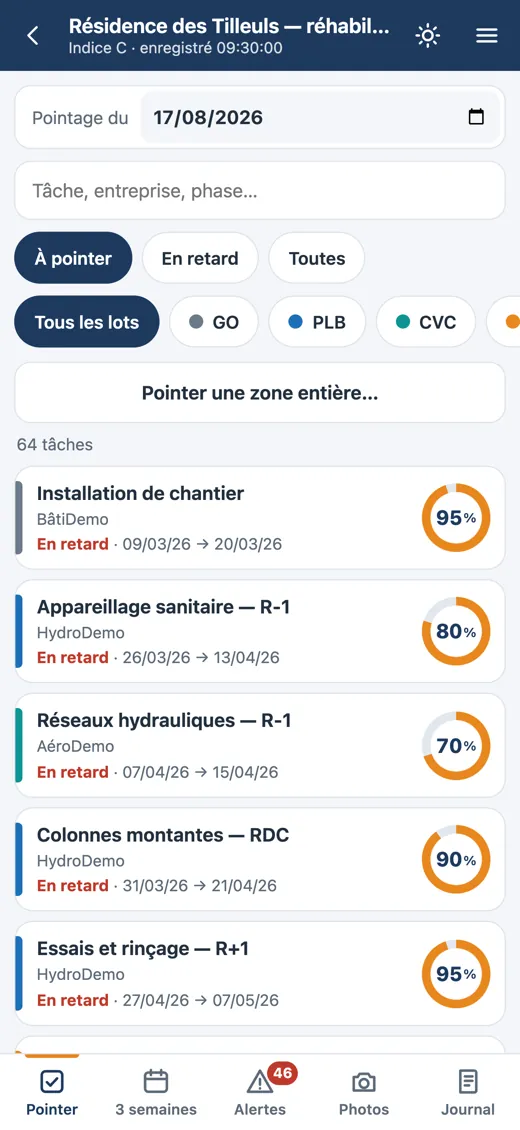 Résidence des Tilleuls — réhabil...
Indice C · enregistré 09:30:00
Pointage du 17/08/2026
Tâche, entreprise, phase...
À pointer En retard Toutes
Tous les lots GO PLB CVC
Pointer une zone entière...
64 tâches
Installation de chantier
BâtiDemo
En retard · 09/03/26 → 20/03/26
95%
Appareillage sanitaire — R-1
HydroDemo
En retard · 26/03/26 → 13/04/26
80%
Réseaux hydrauliques — R-1
AéroDemo
En retard · 07/04/26 → 15/04/26
70%
Colonnes montantes — RDC
HydroDemo
En retard · 31/03/26 → 21/04/26
90%
Essais et rinçage — R+1
HydroDemo
En retard · 27/04/26 → 07/05/26
95%
46
Pointer 3 semaines Alertes Photos Journal